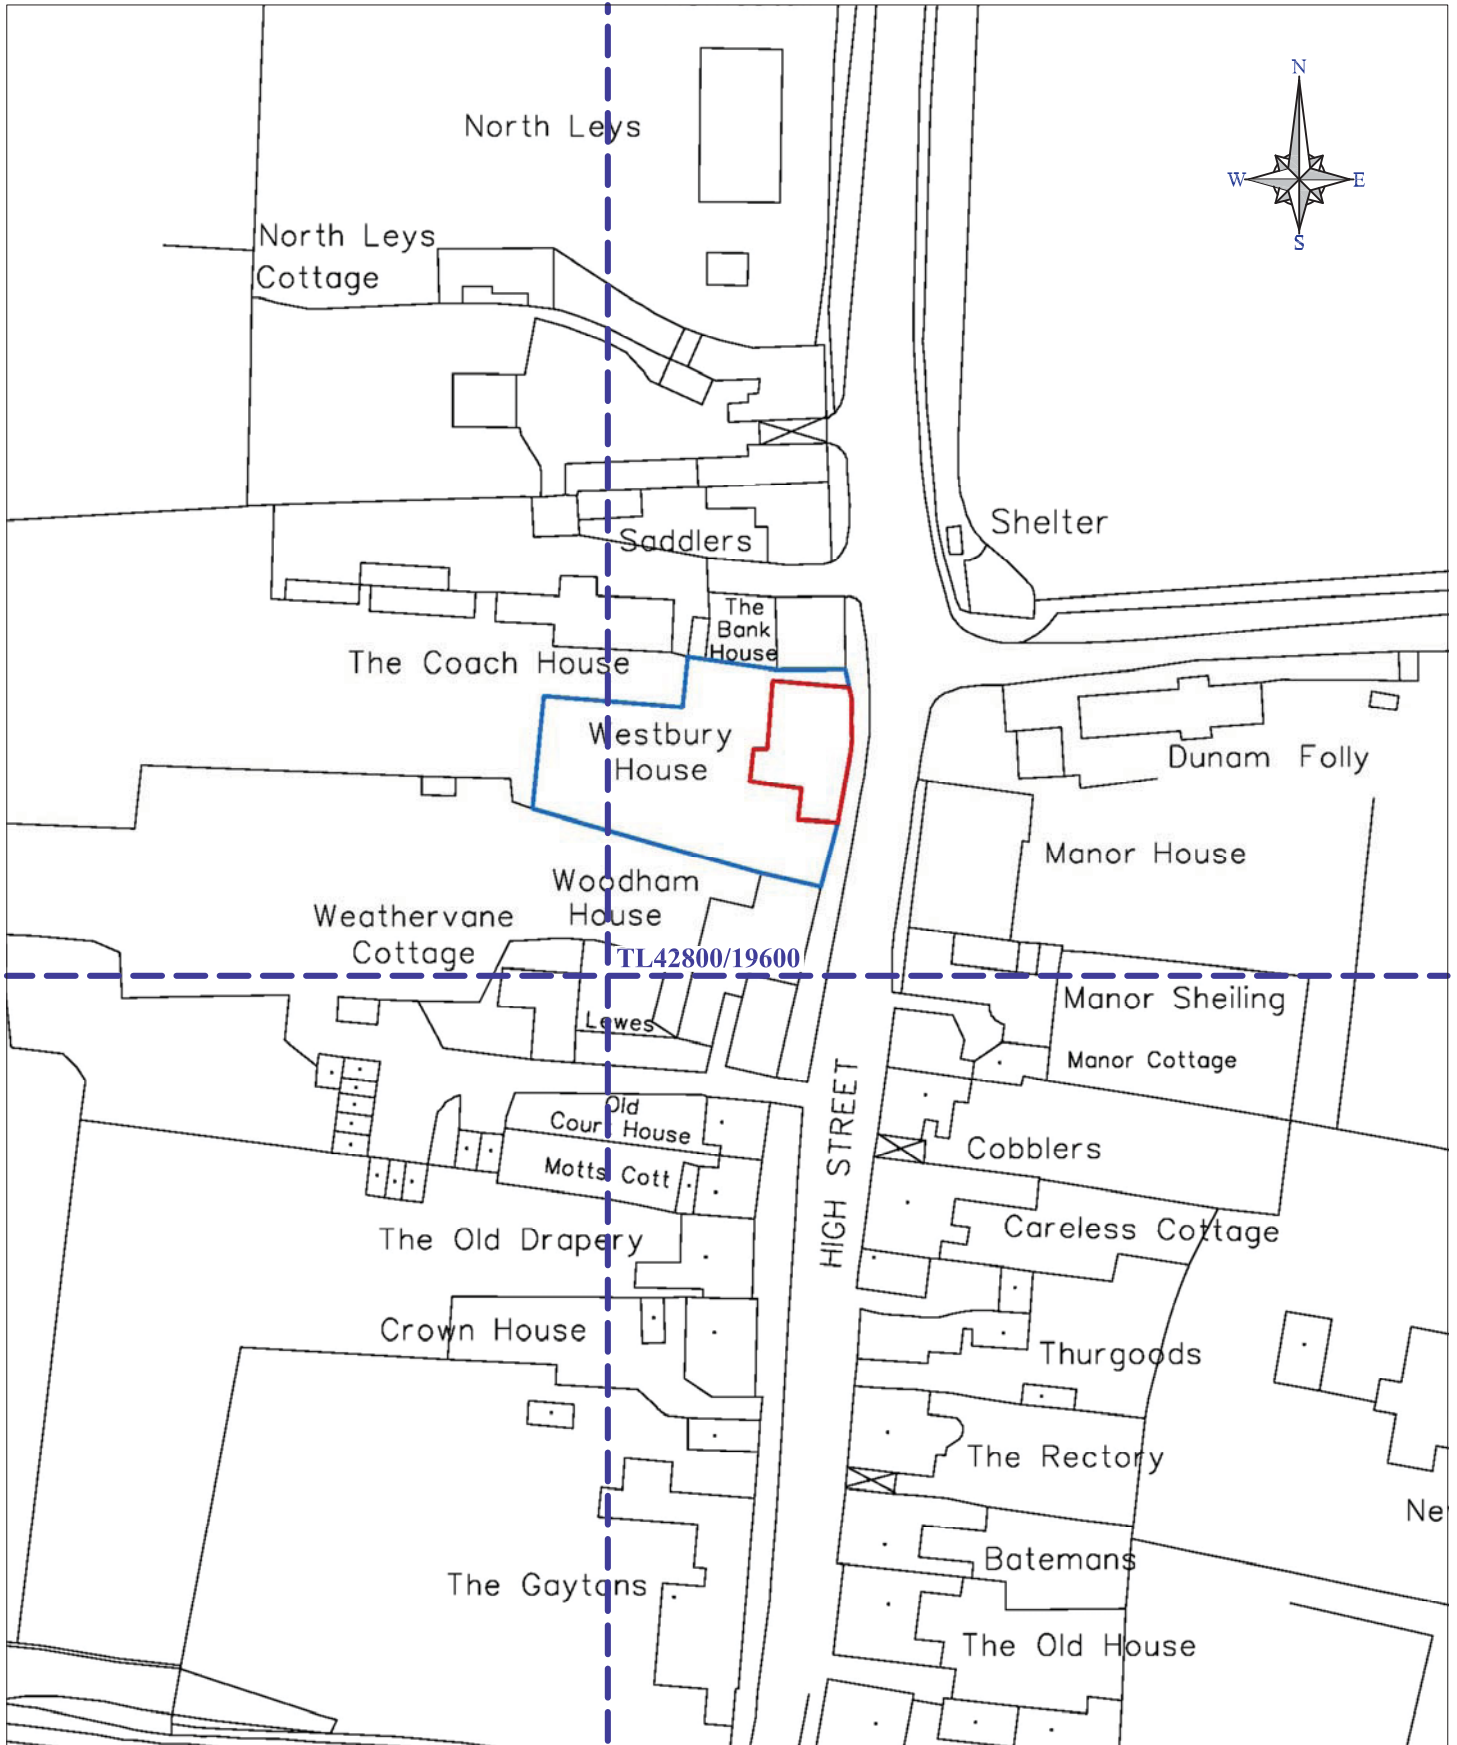 N
W
E
S
North Leys
North Leys
Cottage
Saddlers
Shelter
The
Bank
House
The Coach House
Westbury
House
Dunam Folly
Manor House
Woodham
House
Weathervane
Cottage
TL42800/19600
Manor Sheiling
Lewes
Manor Cottage
HIGH STREET
Old
Court House
Cobblers
Motts Cott
The Old Drapery
Careless Cottage
Crown House
Thurgoods
The Rectory
Ne
Batemans
The Gaytons
The Old House